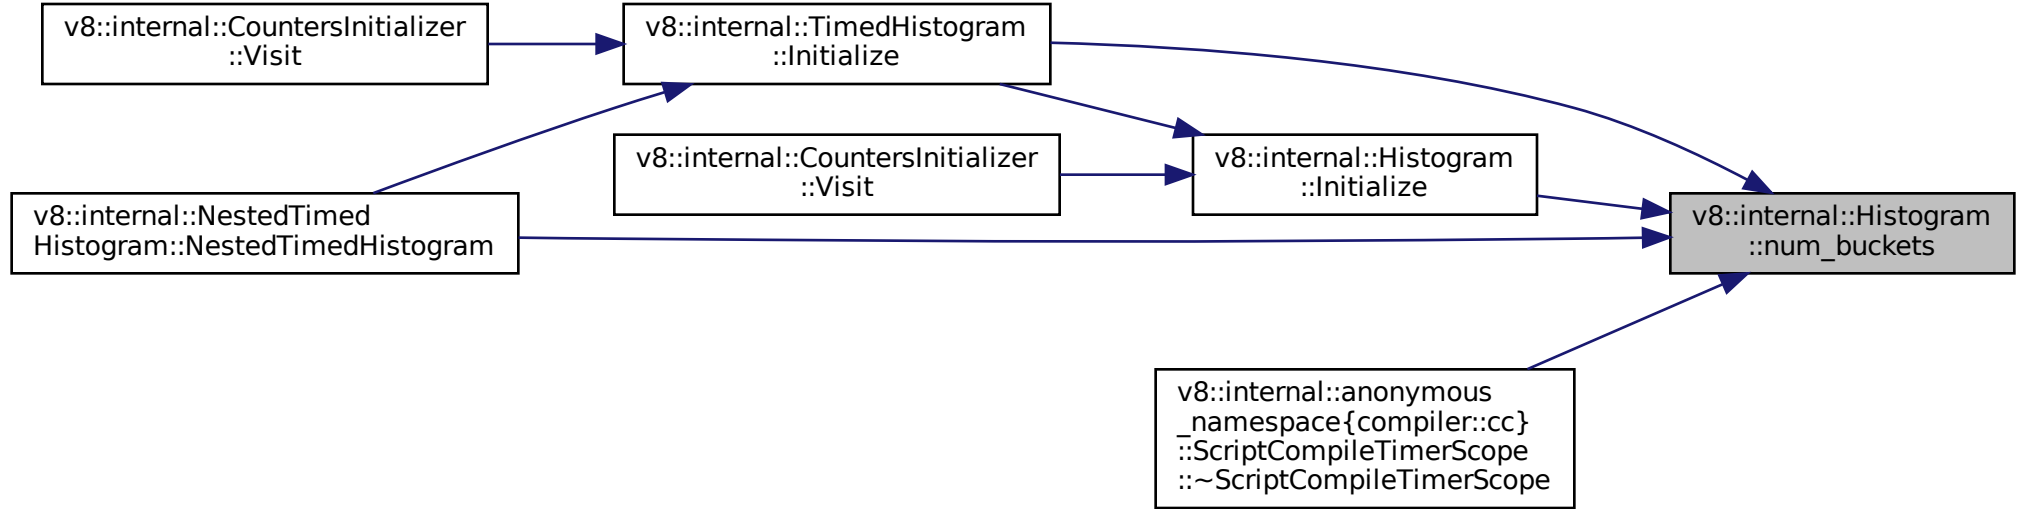 v8::internal::CountersInitializer
::Visit
v8::internal::TimedHistogram
::Initialize
v8::internal::CountersInitializer
::Visit
v8::internal::Histogram
::Initialize
v8::internal::NestedTimed
Histogram::NestedTimedHistogram
v8::internal::Histogram
::num_buckets
v8::internal::anonymous
_namespace{compiler::cc}
::ScriptCompileTimerScope
::~ScriptCompileTimerScope